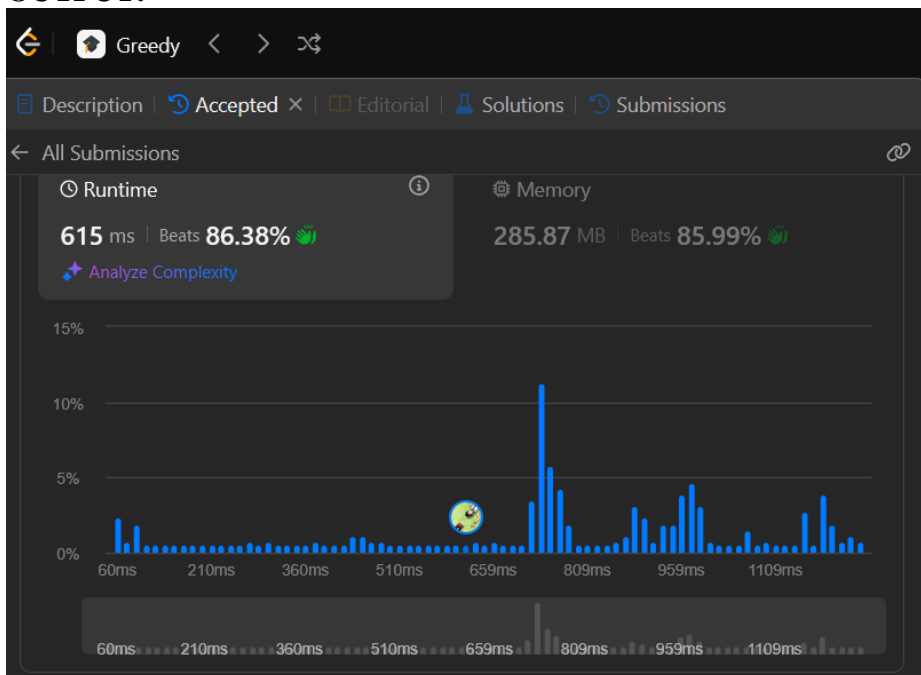 Greedy
Description Accepted Editorial Solutions Submissions
All Submissions
Runtime
615 ms Beats 86.38%
Analyze Complexity
Memory
285.87 MB Beats 85.99%
15%
10%
5%
0%
60ms 210ms 360ms 510ms 659ms 809ms 959ms 1109ms
60ms 210ms 360ms 510ms 659ms 809ms 959ms 1109ms